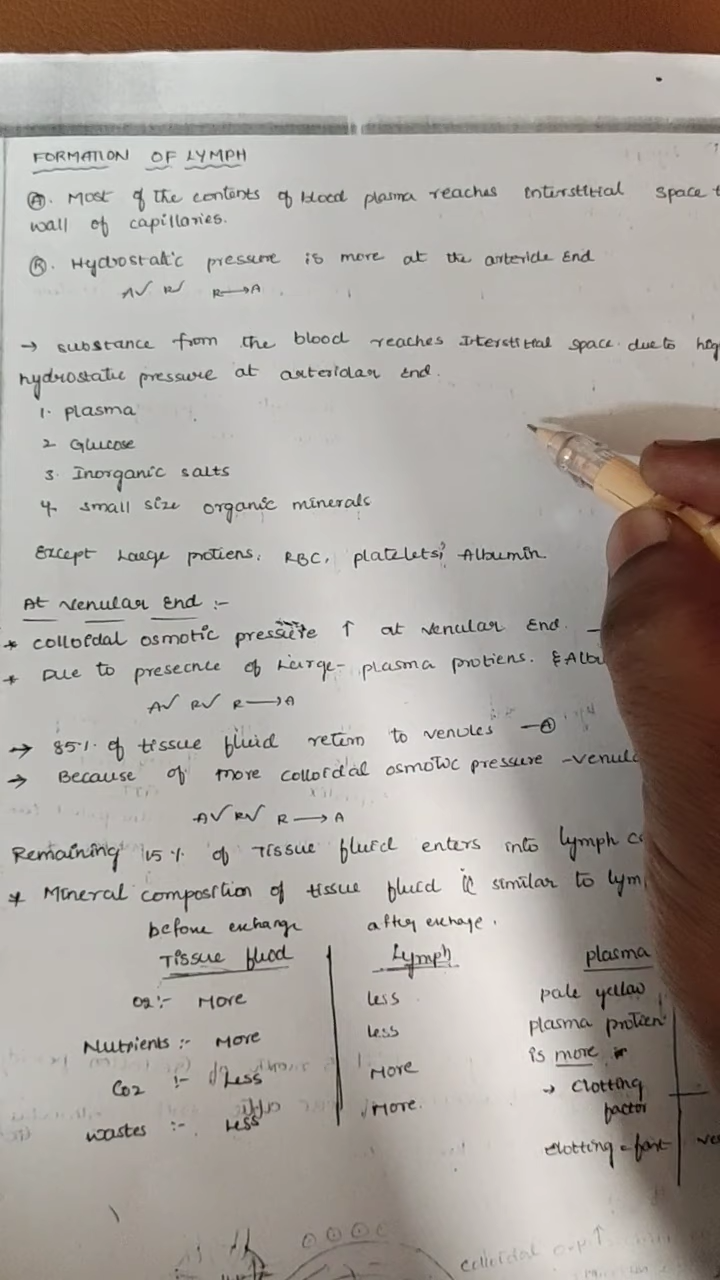 FORMATION OF LYMPH
Ⓐ. Most of the contents of blood plasma reaches interstitial space
wall of capillaries.
Ⓑ. Hydrostatic pressure is more at the arteriole End
A✓ R✓ R⟶A
→ substance from the blood reaches Interstitial space due to
hydrostatic pressure at arteriolar End.
1. plasma
2. Glucose
3. Inorganic salts
4. small size organic minerals
Except Large protiens, RBC, platelets, Albumin.
At venular End :-
* colloidal osmotic pressure ↑ at venular End.
* Due to presecnce of Large- plasma protiens. &
A✓ R✓ R ⟶A
→ 85% of tissue fluid return to venules —Ⓐ
→ Because of more colloidal osmotic pressure
A✓ R✓ R ⟶ A
Remaining 15% of Tissue fluid enters into lymph
* Mineral composition of tissue fluid is similar to
before exchange after exchage.
Tissue fluid Lymph plasma
O2:- More less pale yellow
Nutrients :- More less plasma protien
is more
CO2 :- Less More → Clotting
factor
wastes :- Less More.
clotting = fast
colloidal ↑